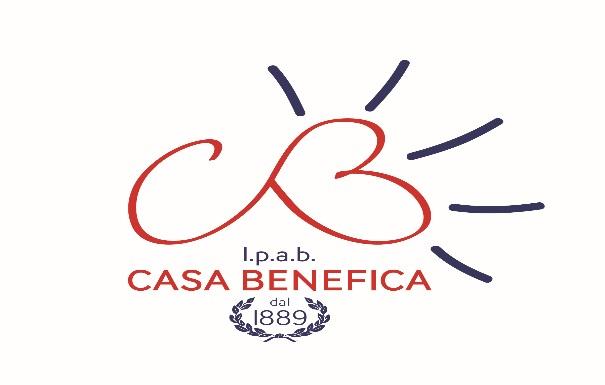 CB
I.p.a.b.
CASA BENEFICA
dal
1889